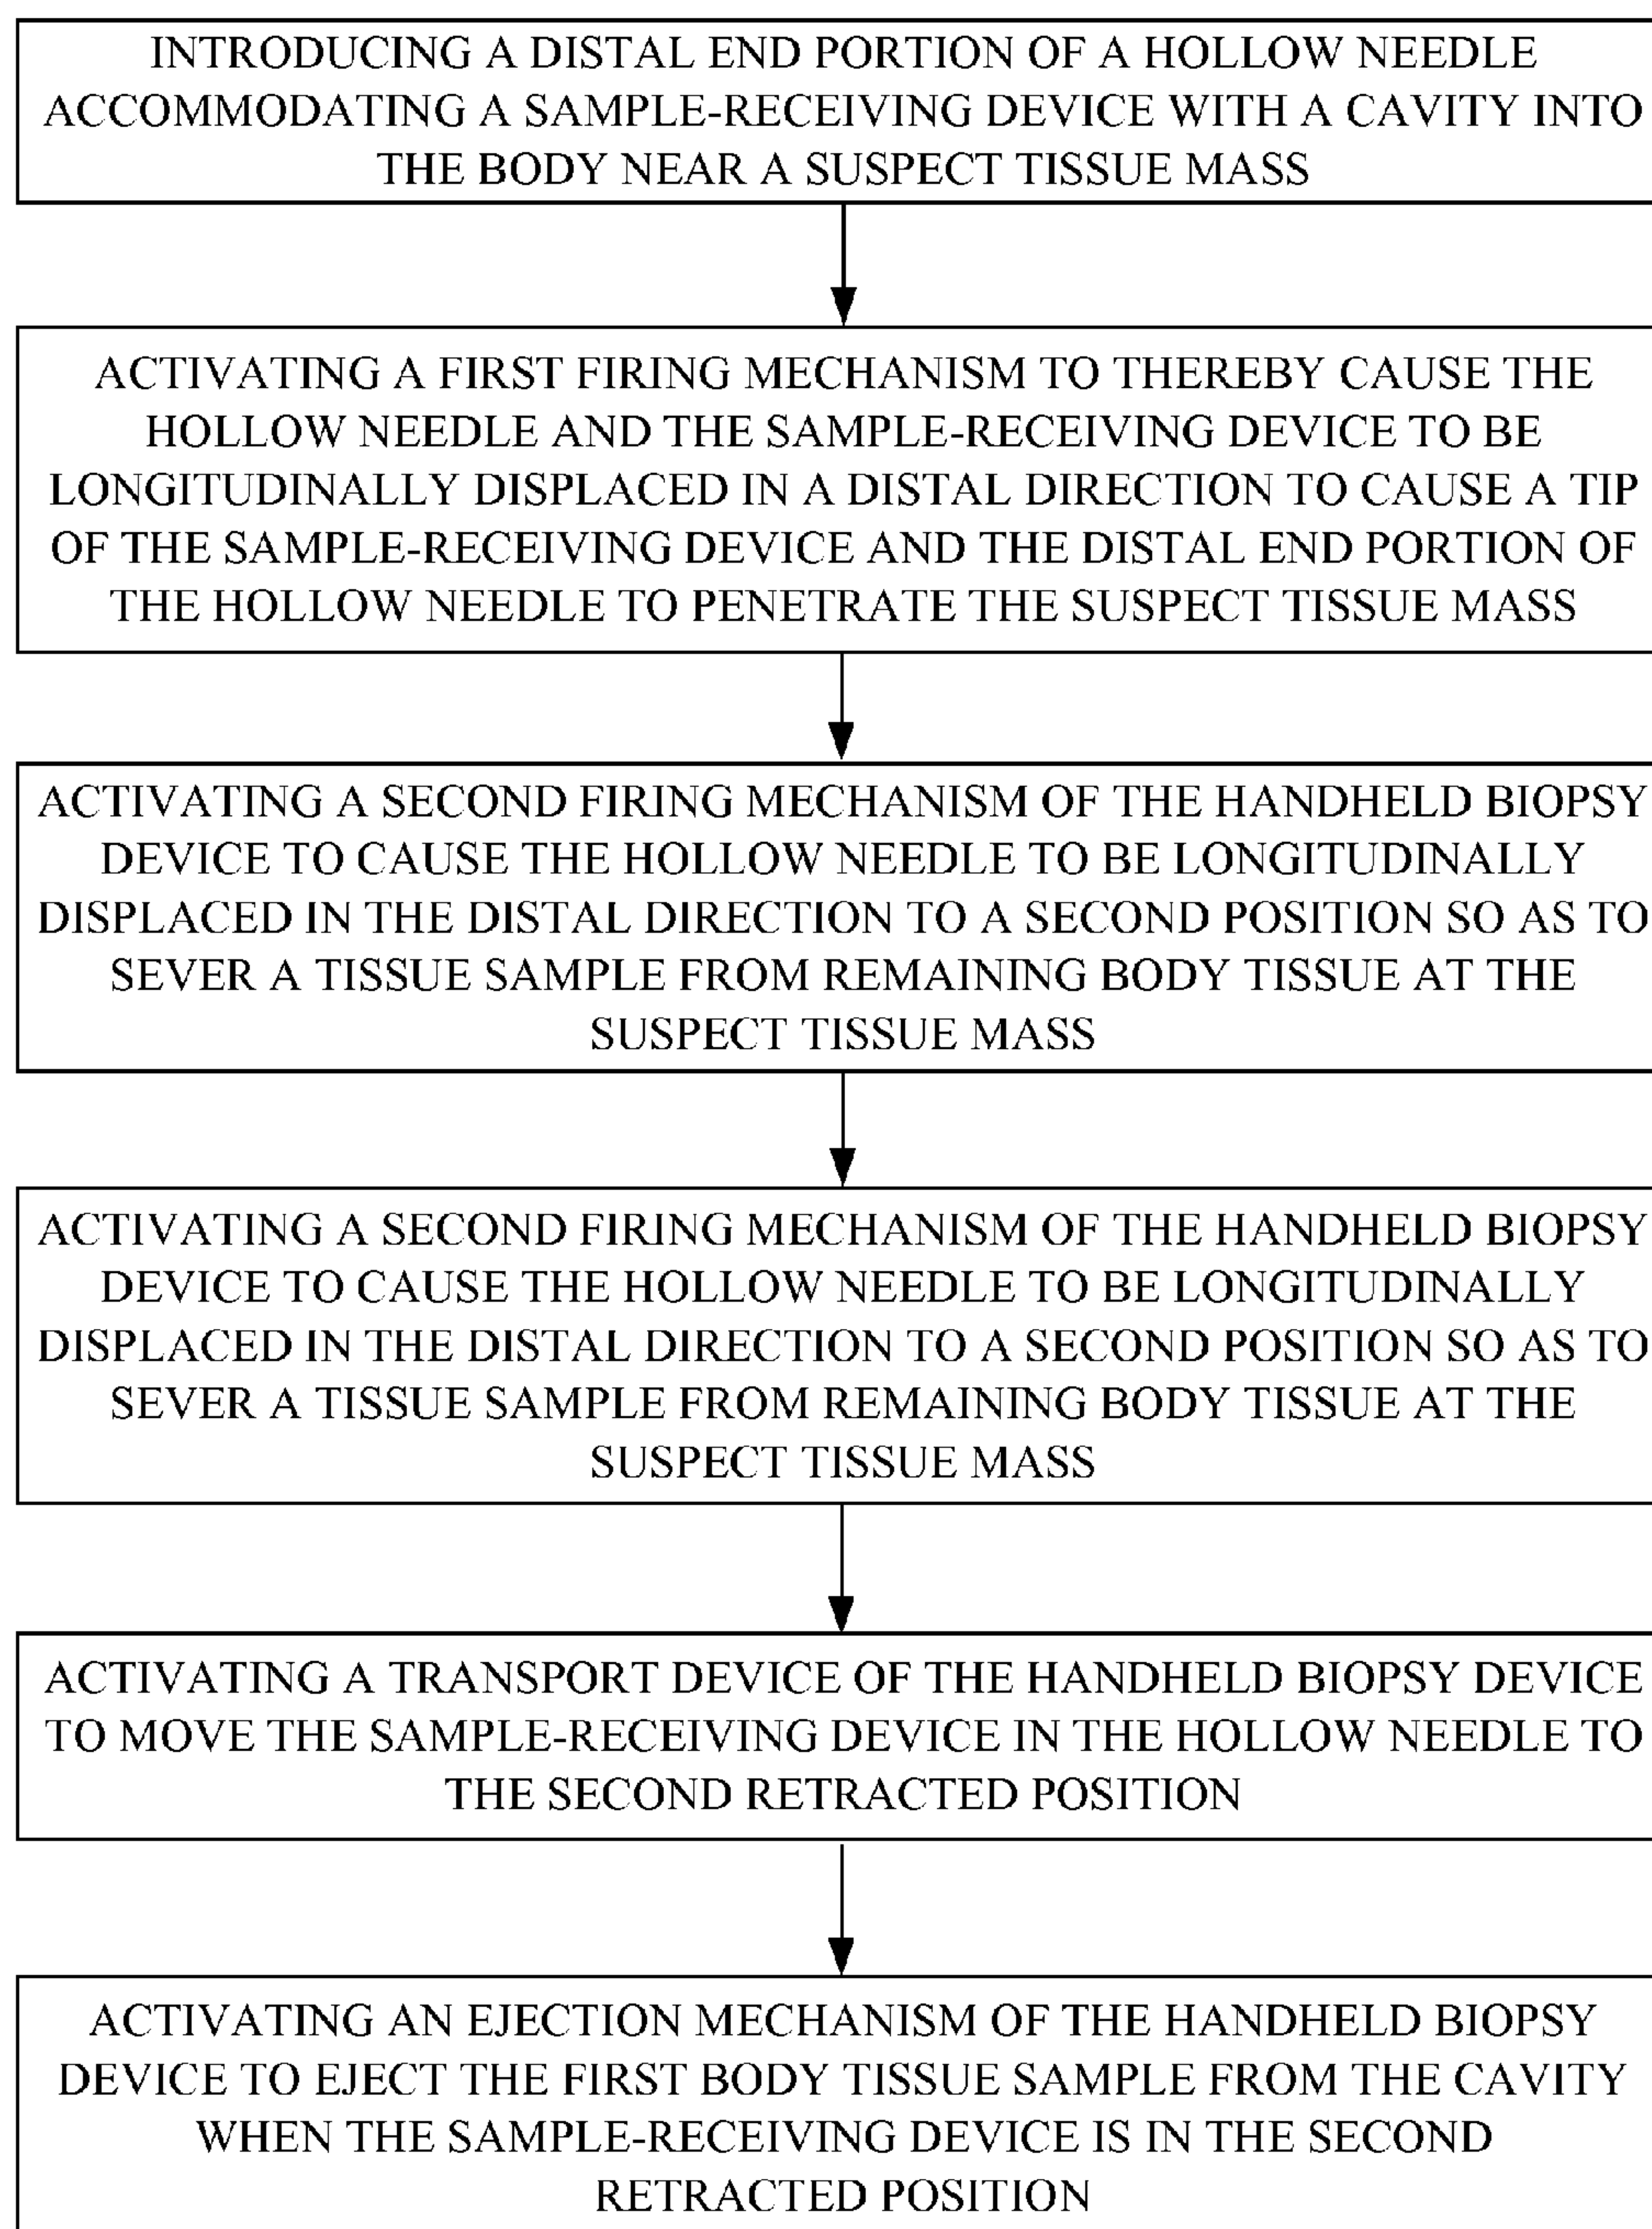 INTRODUCING A DISTAL END PORTION OF A HOLLOW NEEDLE
ACCOMMODATING A SAMPLE-RECEIVING DEVICE WITH A CAVITY INTO
THE BODY NEAR A SUSPECT TISSUE MASS
ACTIVATING A FIRST FIRING MECHANISM TO THEREBY CAUSE THE
HOLLOW NEEDLE AND THE SAMPLE-RECEIVING DEVICE TO BE
LONGITUDINALLY DISPLACED IN A DISTAL DIRECTION TO CAUSE A TIP
OF THE SAMPLE-RECEIVING DEVICE AND THE DISTAL END PORTION OF
THE HOLLOW NEEDLE TO PENETRATE THE SUSPECT TISSUE MASS
ACTIVATING A SECOND FIRING MECHANISM OF THE HANDHELD BIOPSY
DEVICE TO CAUSE THE HOLLOW NEEDLE TO BE LONGITUDINALLY
DISPLACED IN THE DISTAL DIRECTION TO A SECOND POSITION SO AS TO
SEVER A TISSUE SAMPLE FROM REMAINING BODY TISSUE AT THE
SUSPECT TISSUE MASS
ACTIVATING A SECOND FIRING MECHANISM OF THE HANDHELD BIOPSY
DEVICE TO CAUSE THE HOLLOW NEEDLE TO BE LONGITUDINALLY
DISPLACED IN THE DISTAL DIRECTION TO A SECOND POSITION SO AS TO
SEVER A TISSUE SAMPLE FROM REMAINING BODY TISSUE AT THE
SUSPECT TISSUE MASS
ACTIVATING A TRANSPORT DEVICE OF THE HANDHELD BIOPSY DEVICE
TO MOVE THE SAMPLE-RECEIVING DEVICE IN THE HOLLOW NEEDLE TO
THE SECOND RETRACTED POSITION
ACTIVATING AN EJECTION MECHANISM OF THE HANDHELD BIOPSY
DEVICE TO EJECT THE FIRST BODY TISSUE SAMPLE FROM THE CAVITY
WHEN THE SAMPLE-RECEIVING DEVICE IS IN THE SECOND
RETRACTED POSITION